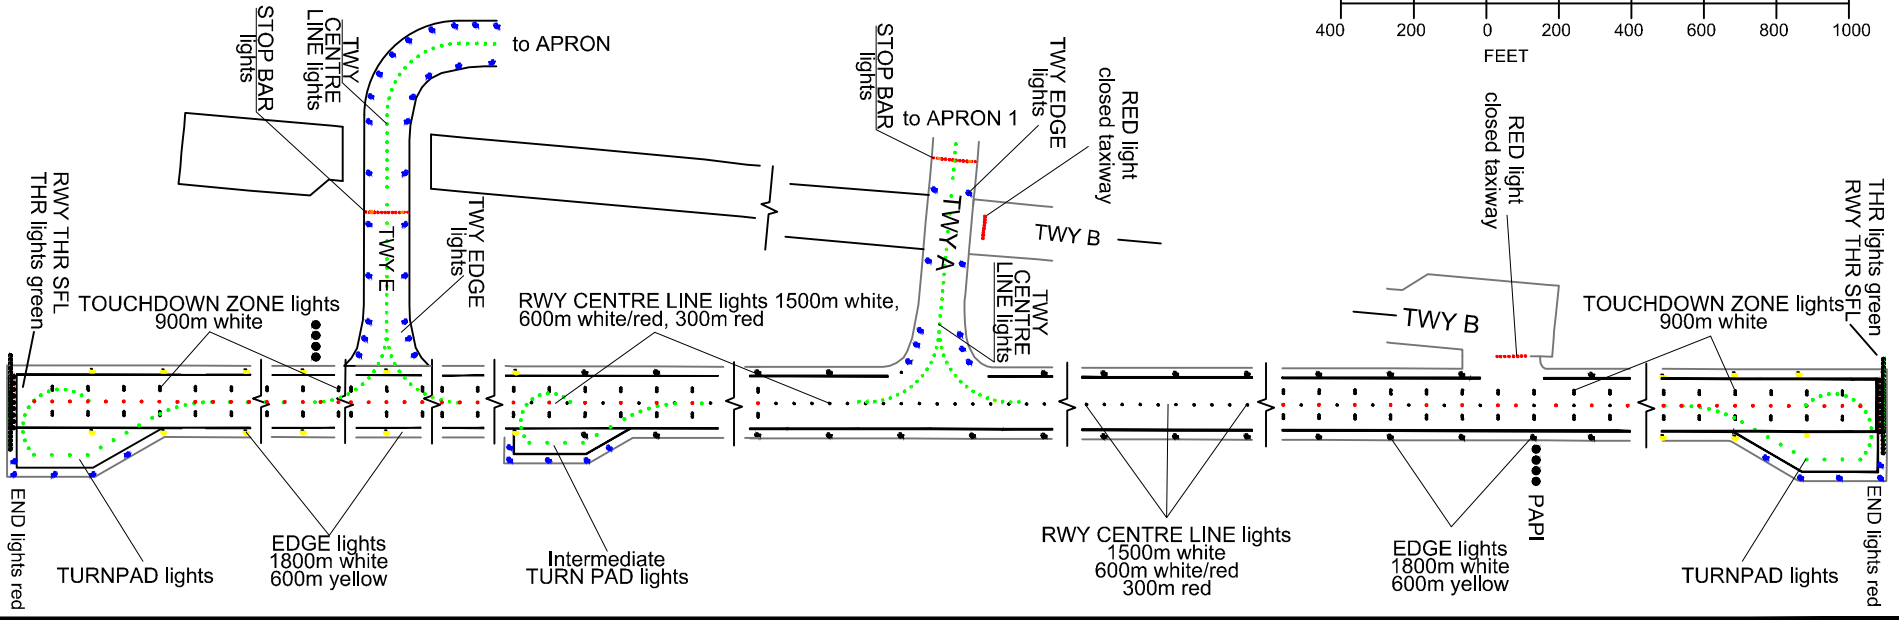 400 200 0 200 400 600 800 1000
FEET
STOP BAR
lights
TWY
CENTRE
LINE lights
to APRON
STOP BAR
lights
to APRON 1
TWY EDGE
lights
RED light
closed taxiway
RED light
closed taxiway
RWY THR SFL
THR lights green
THR lights green
RWY THR SFL
TWY E
TWY EDGE
lights
TWY A
TWY B
TWY
CENTRE
LINE lights
TWY B
TOUCHDOWN ZONE lights
900m white
RWY CENTRE LINE lights 1500m white,
600m white/red, 300m red
TOUCHDOWN ZONE lights
900m white
END lights red
TURNPAD lights
EDGE lights
1800m white
600m yellow
Intermediate
TURN PAD lights
RWY CENTRE LINE lights
1500m white
600m white/red
300m red
EDGE lights
1800m white
600m yellow
PAPI
TURNPAD lights
END lights red